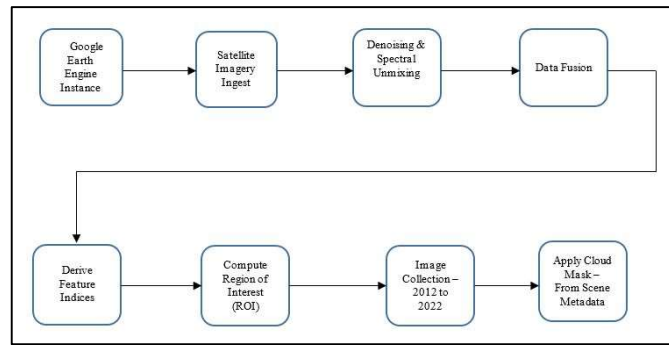 Google
Earth
Engine
Instance
Satellite
Imagery
Ingest
Denoising &
Spectral
Unmixing
Data Fusion
Derive
Feature
Indices
Compute
Region of
Interest
(ROI)
Image
Collection –
2012 to
2022
Apply Cloud
Mask –
From Scene
Metadata